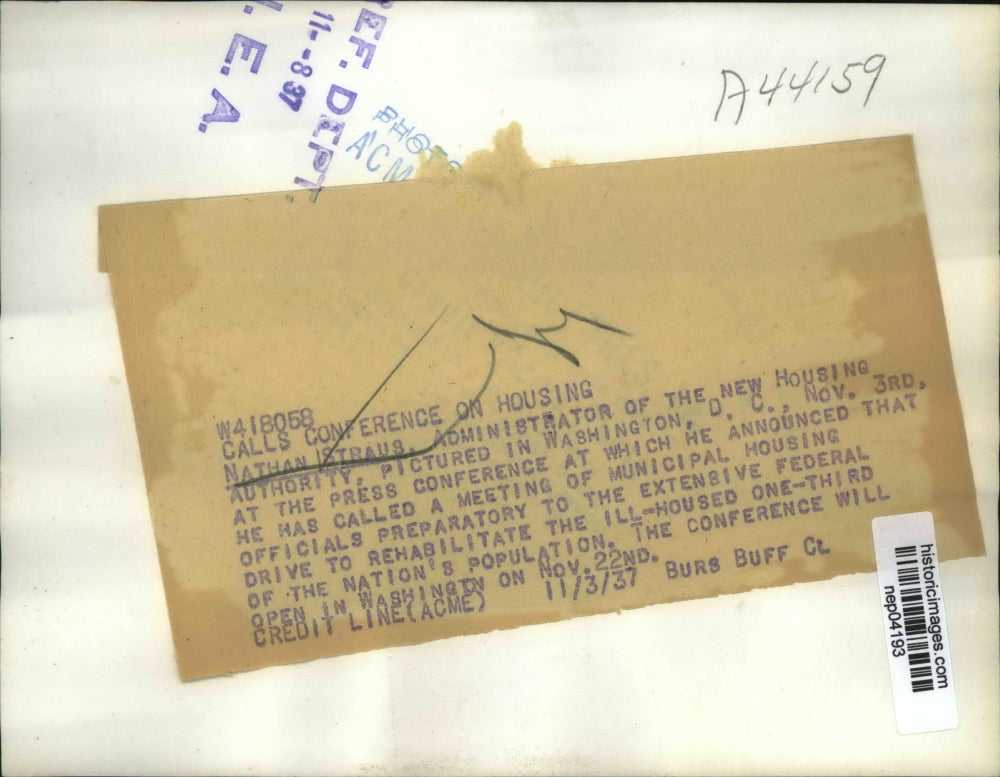 REF. DEPT.
11--8 37
. E. A.
PHOTO
ACM
A44159
W418058
CALLS CONFERENCE ON HOUSING
NATHAN STRAUS, ADMINISTRATOR OF THE NEW HOUSING
AUTHORITY, PICTURED IN WASHINGTON, D. C., NOV. 3RD,
AT THE PRESS CONFERENCE AT WHICH HE ANNOUNCED THAT
HE HAS CALLED A MEETING OF MUNICIPAL HOUSING
OFFICIALS PREPARATORY TO THE EXTENSIVE FEDERAL
DRIVE TO REHABILITATE THE ILL-HOUSED ONE-THIRD
OF THE NATION'S POPULATION. THE CONFERENCE WILL
OPEN IN WASHINGTN ON NOV. 22ND.
CREDIT LINE(ACME) 11/3/37 BURS BUFF CL
historicimages.com
nep04193